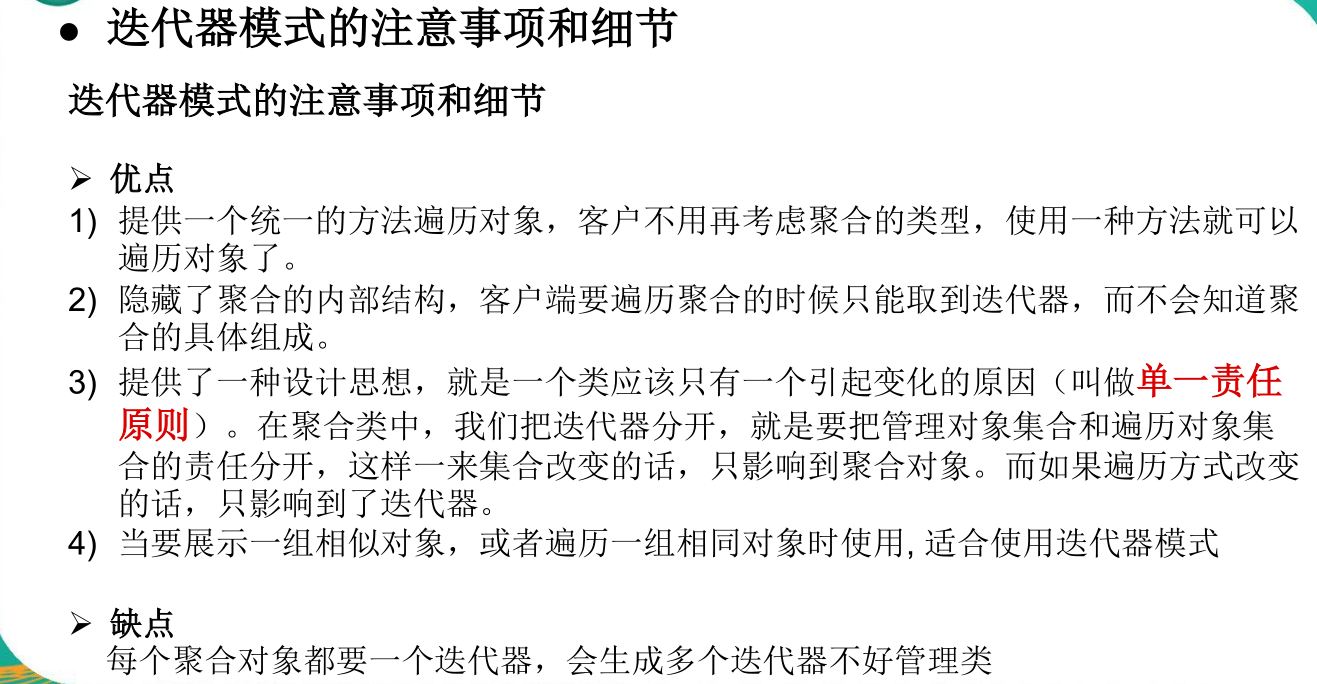 ● 迭代器模式的注意事项和细节
迭代器模式的注意事项和细节
➢ 优点
1) 提供一个统一的方法遍历对象，客户不用再考虑聚合的类型，使用一种方法就可以
遍历对象了。
2) 隐藏了聚合的内部结构，客户端要遍历聚合的时候只能取到迭代器，而不会知道聚
合的具体组成。
3) 提供了一种设计思想，就是一个类应该只有一个引起变化的原因（叫做单一责任
原则）。在聚合类中，我们把迭代器分开，就是要把管理对象集合和遍历对象集
合的责任分开，这样一来集合改变的话，只影响到聚合对象。而如果遍历方式改变
的话，只影响到了迭代器。
4) 当要展示一组相似对象，或者遍历一组相同对象时使用, 适合使用迭代器模式
➢ 缺点
每个聚合对象都要一个迭代器，会生成多个迭代器不好管理类